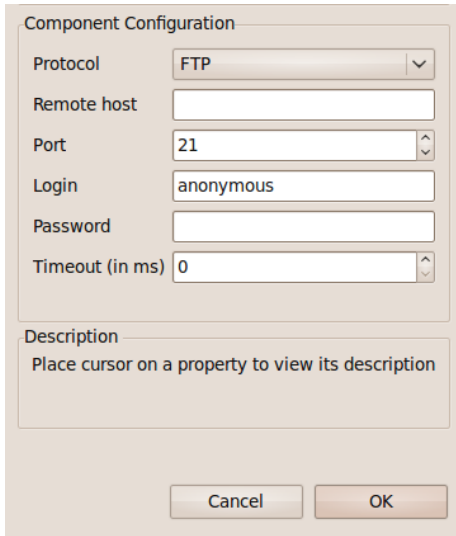 Component Configuration
Protocol FTP
Remote host
Port 21
Login anonymous
Password
Timeout (in ms) 0
Description
Place cursor on a property to view its description
Cancel OK